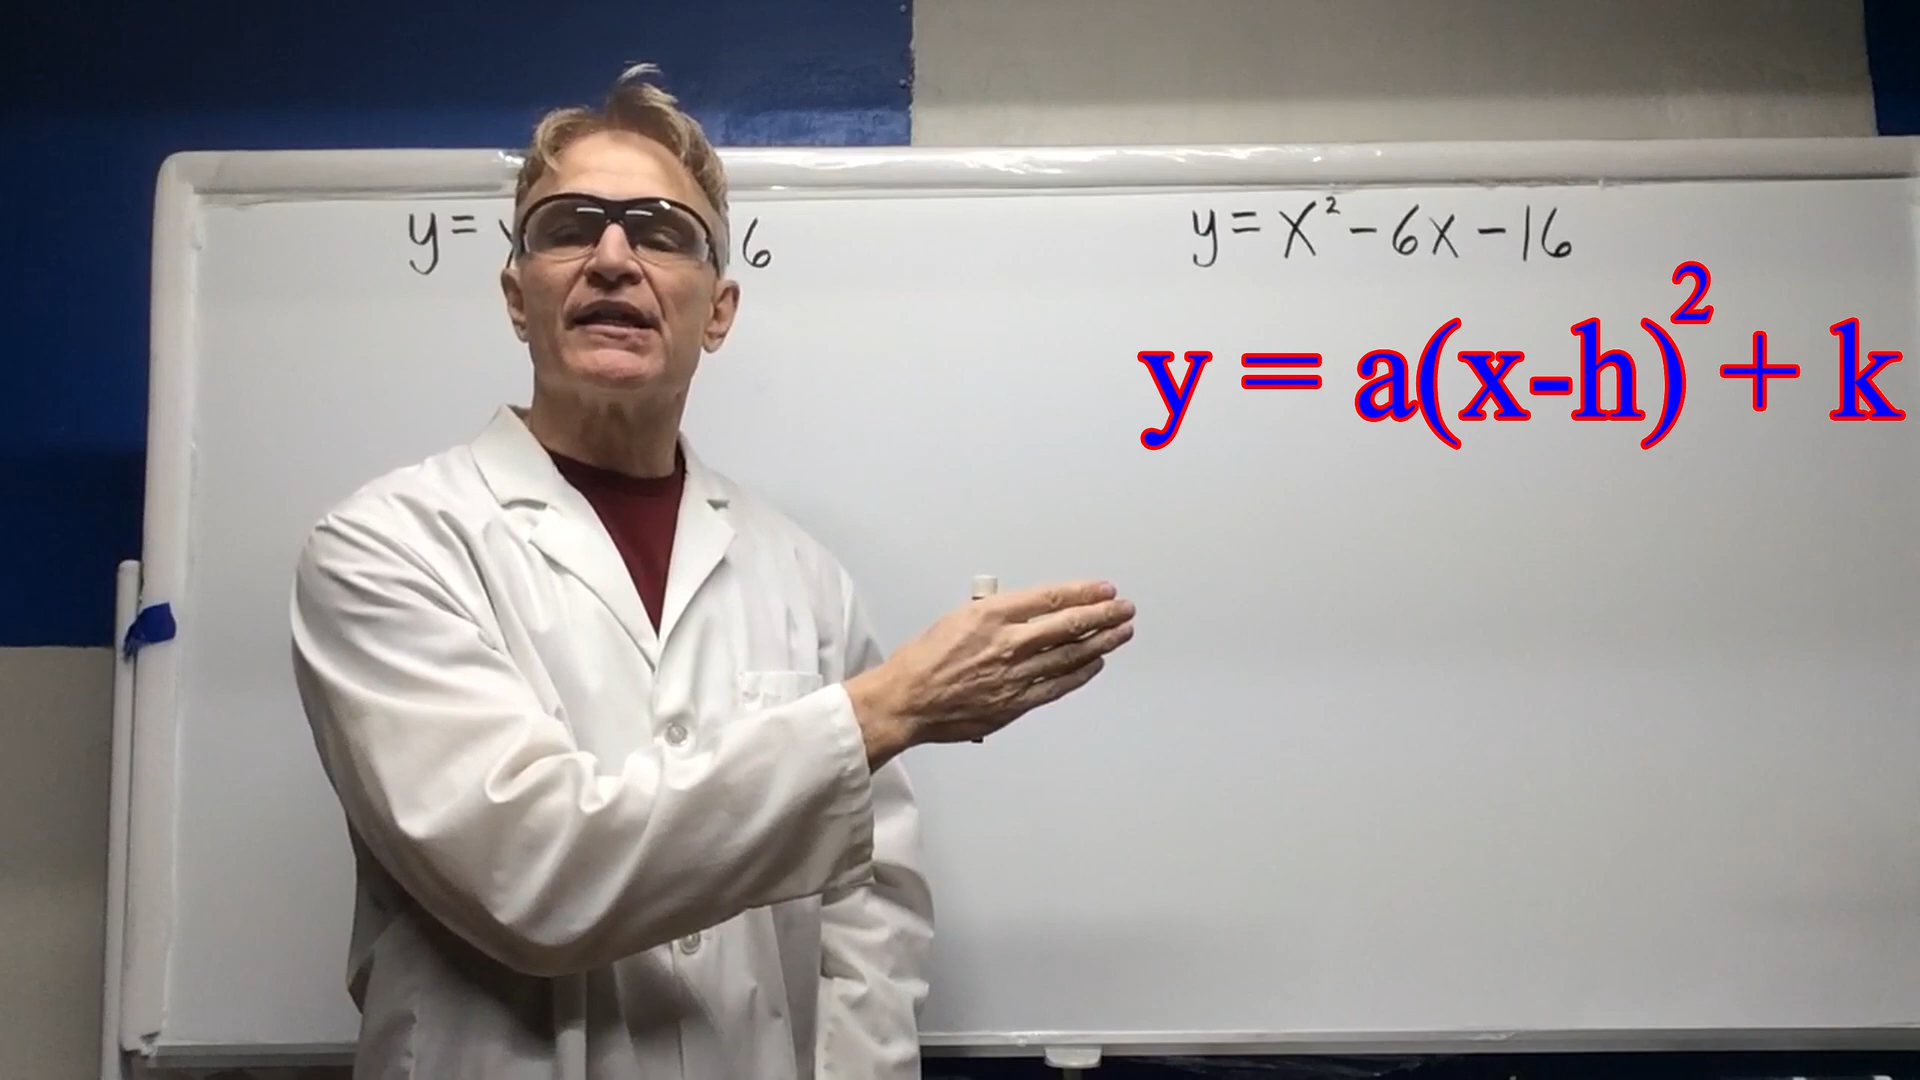 y = x² - 6x - 16
y = a(x-h)² + k